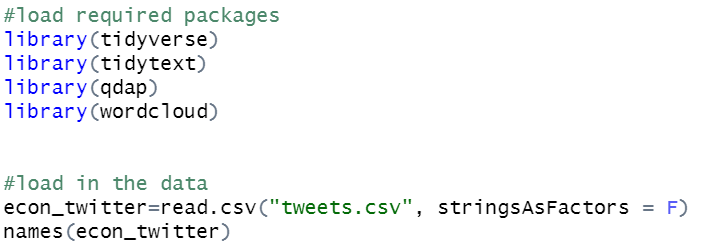 #load required packages
library(tidyverse)
library(tidytext)
library(qdap)
library(wordcloud)
#load in the data
econ_twitter=read.csv("tweets.csv", stringsAsFactors = F)
names(econ_twitter)